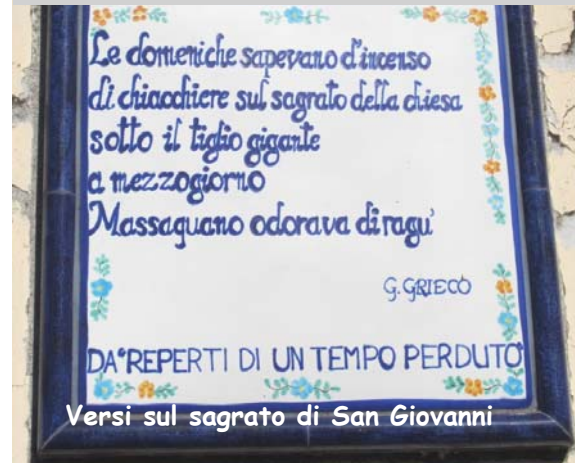 Le domeniche sapevano d'incenso
di chiacchiere sul sagrato della chiesa
sotto il tiglio gigante
a mezzogiorno
Massaquano odorava di ragu'
G. GRIECO
DA "REPERTI DI UN TEMPO PERDUTO"
Versi sul sagrato di San Giovanni